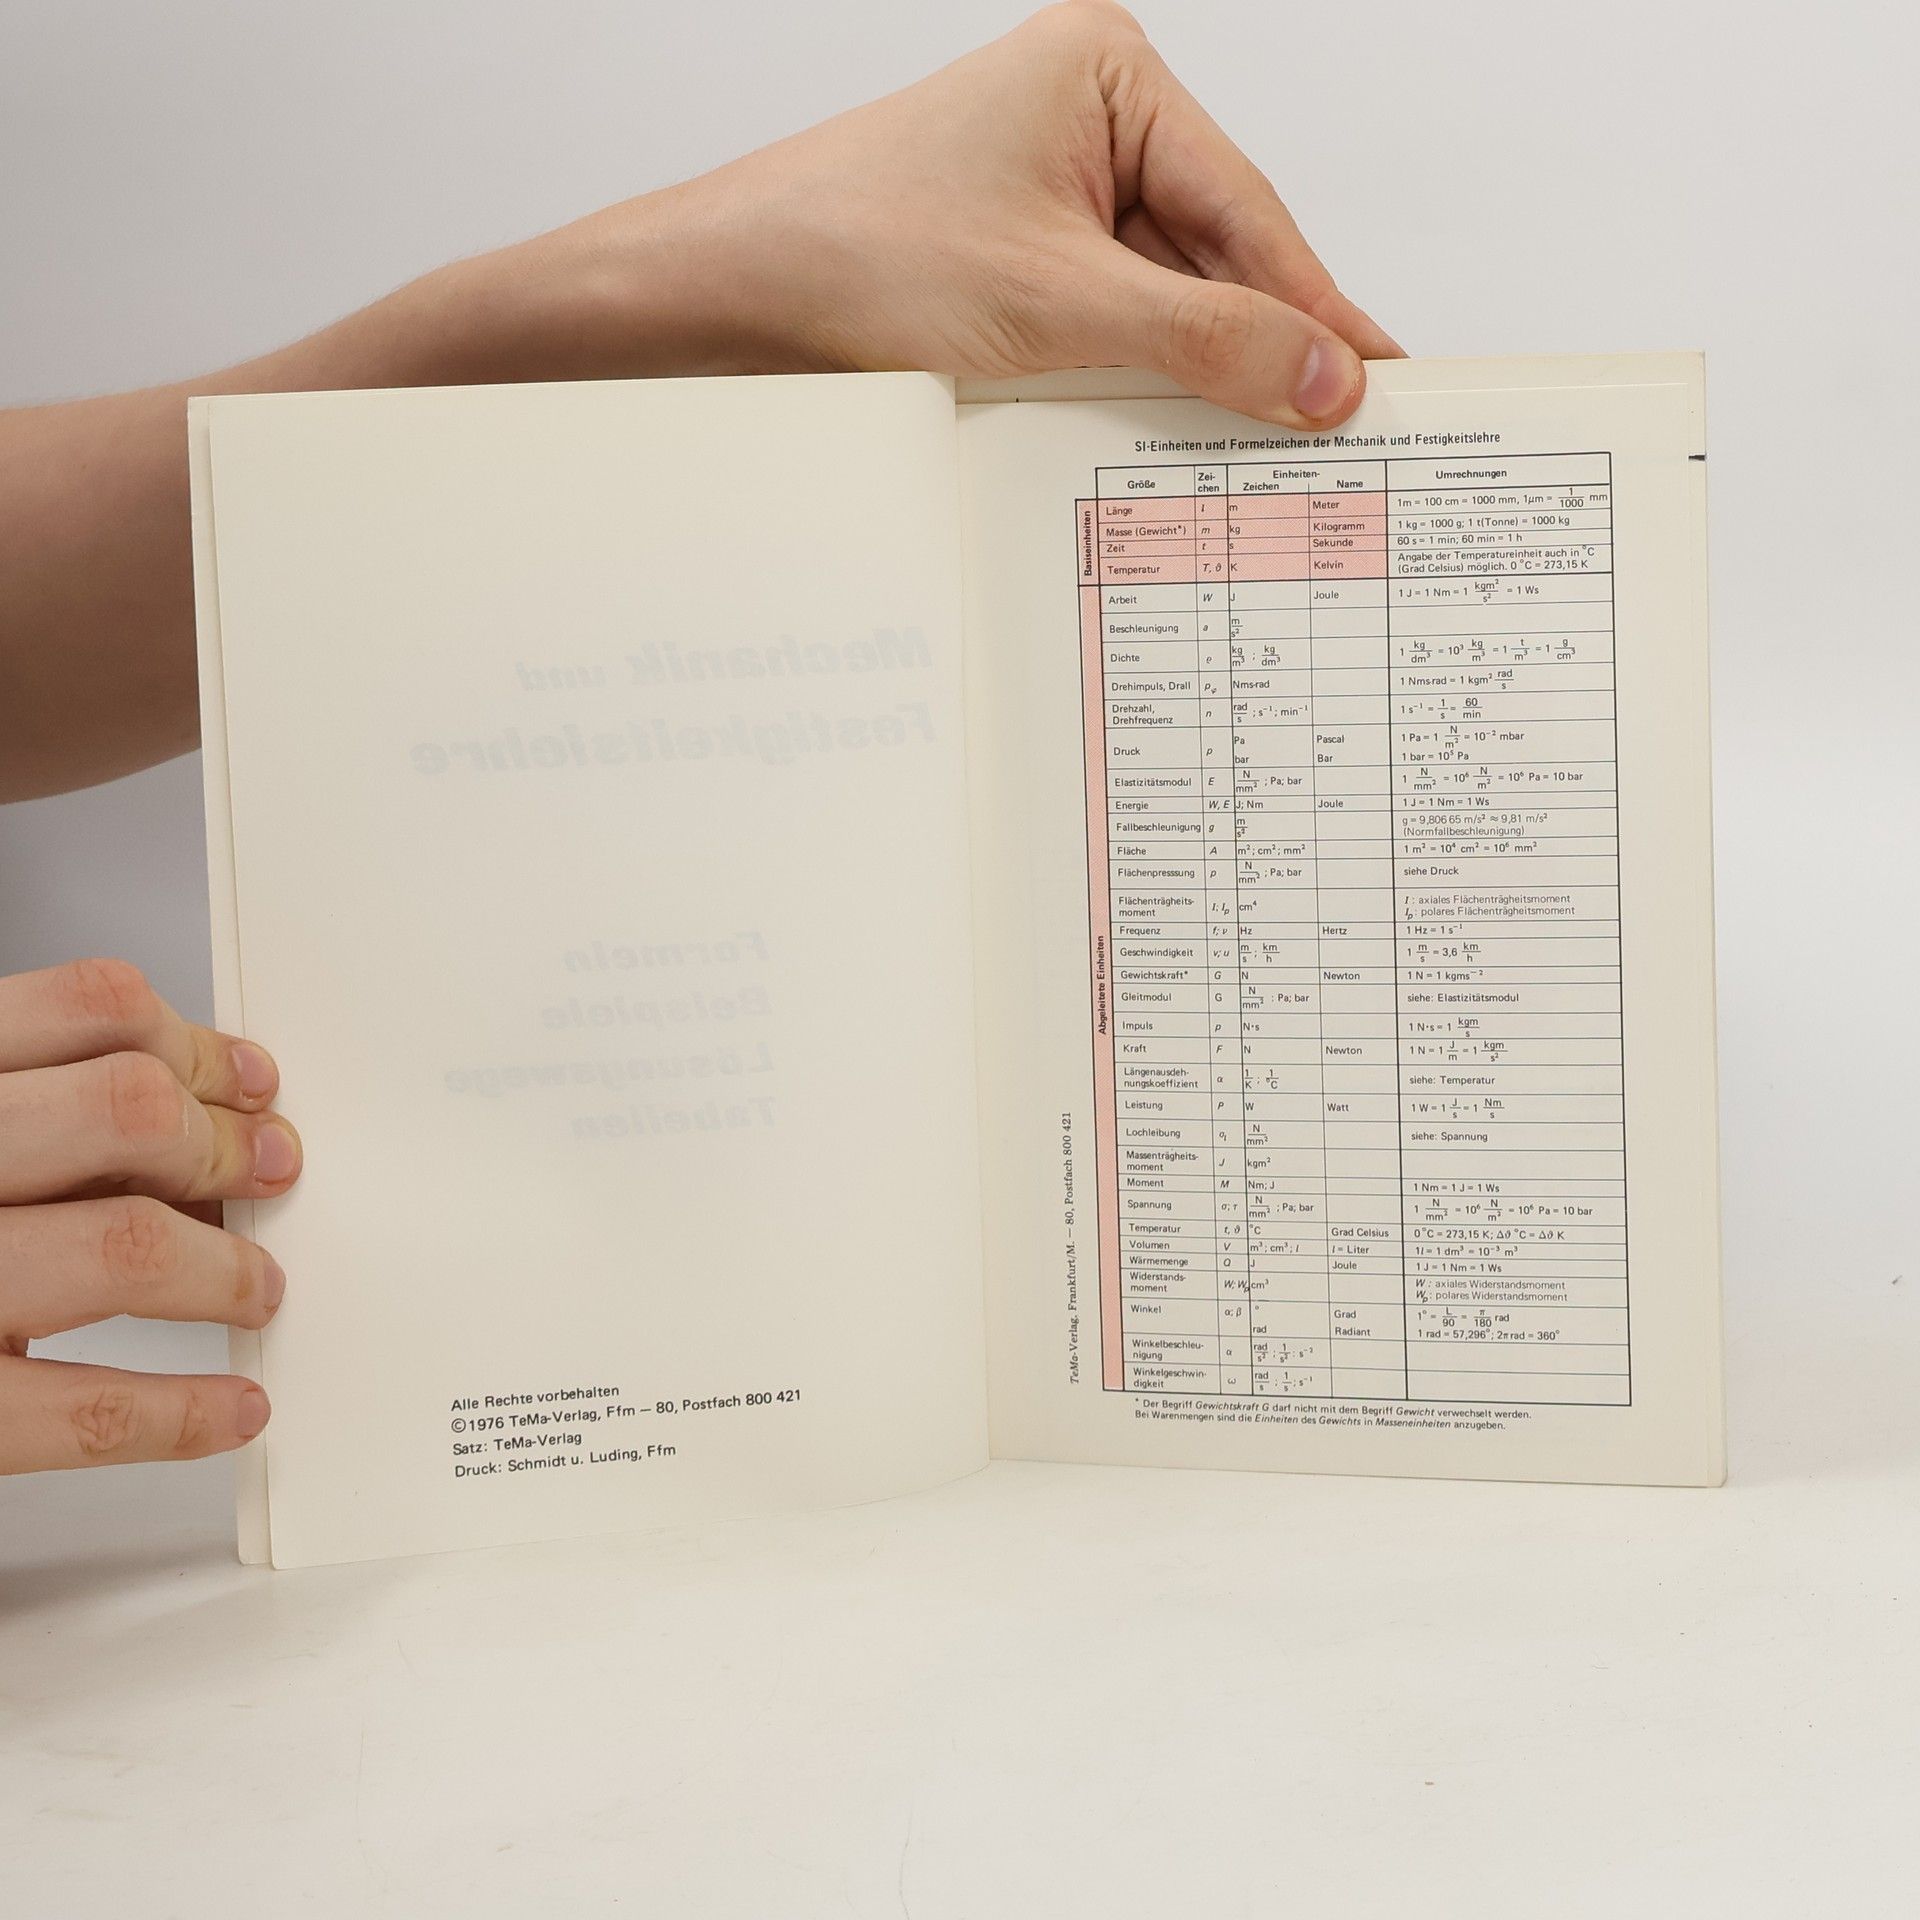 Mechanik und
Festigkeitslehre
Formeln
Beispiele
Lösungswege
Tabellen
Alle Rechte vorbehalten
©1976 TeMa-Verlag, Ffm — 80, Postfach 800 421
Satz: TeMa-Verlag
Druck: Schmidt u. Luding, Ffm
TeMa-Verlag, Frankfurt/M. — 80, Postfach 800 421
SI-Einheiten und Formelzeichen der Mechanik und Festigkeitslehre
Größe Zei- Einheiten- Umrechnungen
chen Zeichen Name
Basiseinheiten
Länge l m Meter 1m = 100 cm = 1000 mm, 1μm = 1/1000 mm
Masse (Gewicht*) m kg Kilogramm 1 kg = 1000 g; 1 t(Tonne) = 1000 kg
Zeit t s Sekunde 60 s = 1 min; 60 min = 1 h
Temperatur T, ϑ K Kelvin Angabe der Temperatureinheit auch in °C
(Grad Celsius) möglich. 0 °C = 273,15 K
Abgeleitete Einheiten
Arbeit W J Joule 1 J = 1 Nm = 1 kgm²/s² = 1 Ws
Beschleunigung a m/s²
Dichte ϱ kg/m³ ; kg/dm³ 1 kg/dm³ = 10³ kg/m³ = 1 t/m³ = 1 g/cm³
Drehimpuls, Drall pφ Nms·rad 1 Nms·rad = 1 kgm² rad/s
Drehzahl,
Drehfrequenz n rad/s ; s⁻¹ ; min⁻¹ 1 s⁻¹ = 1/s = 60/min
Druck p Pa Pascal 1 Pa = 1 N/m² = 10⁻² mbar
bar Bar 1 bar = 10⁵ Pa
Elastizitätsmodul E N/mm² ; Pa; bar 1 N/mm² = 10⁶ N/m² = 10⁶ Pa = 10 bar
Energie W, E J; Nm Joule 1 J = 1 Nm = 1 Ws
Fallbeschleunigung g m/s² g = 9,806 65 m/s² ≈ 9,81 m/s²
(Normfallbeschleunigung)
Fläche A m²; cm²; mm² 1 m² = 10⁴ cm² = 10⁶ mm²
Flächenpresssung p N/mm² ; Pa; bar siehe Druck
Flächenträgheits-
moment I; Ip cm⁴ I : axiales Flächenträgheitsmoment
Ip : polares Flächenträgheitsmoment
Frequenz f; ν Hz Hertz 1 Hz = 1 s⁻¹
Geschwindigkeit v; u m/s ; km/h 1 m/s = 3,6 km/h
Gewichtskraft* G N Newton 1 N = 1 kgms⁻²
Gleitmodul G N/mm² ; Pa; bar siehe: Elastizitätsmodul
Impuls p N·s 1 N·s = 1 kgm/s
Kraft F N Newton 1 N = 1 J/m = 1 kgm/s²
Längenausdeh-
nungskoeffizient α 1/K ; 1/°C siehe: Temperatur
Leistung P W Watt 1 W = 1 J/s = 1 Nm/s
Lochleibung σl N/mm² siehe: Spannung
Massenträgheits-
moment J kgm²
Moment M Nm; J 1 Nm = 1 J = 1 Ws
Spannung σ; τ N/mm² ; Pa; bar 1 N/mm² = 10⁶ N/m² = 10⁶ Pa = 10 bar
Temperatur t, ϑ °C Grad Celsius 0°C = 273,15 K; Δϑ °C = Δϑ K
Volumen V m³; cm³; l l = Liter 1l = 1 dm³ = 10⁻³ m³
Wärmemenge Q J Joule 1 J = 1 Nm = 1 Ws
Widerstands-
moment W; Wp cm³ W : axiales Widerstandsmoment
Wp : polares Widerstandsmoment
Winkel α; β ° Grad 1° = L/90 = π/180 rad
rad Radiant 1 rad = 57,296°; 2π rad = 360°
Winkelbeschleu-
nigung α rad/s² ; 1/s² ; s⁻²
Winkelgeschwin-
digkeit ω rad/s ; 1/s ; s⁻¹
* Der Begriff Gewichtskraft G darf nicht mit dem Begriff Gewicht verwechselt werden.
Bei Warenmengen sind die Einheiten des Gewichts in Masseneinheiten anzugeben.